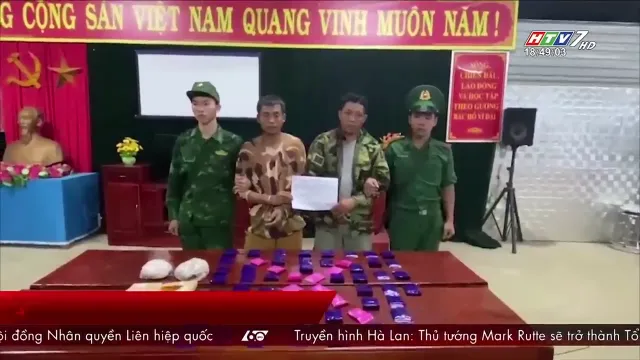 CỘNG SẢN VIỆT NAM QUANG VINH MUÔN NĂM !
HTV7 HD
18:49:03
SỐNG,
CHIẾN ĐẤU,
LAO ĐỘNG
VÀ HỌC TẬP
THEO GƯƠNG
BÁC HỒ VĨ ĐẠI
ội đồng Nhân quyền Liên hiệp quốc
60
Truyền hình Hà Lan: Thủ tướng Mark Rutte sẽ trở thành Tổ